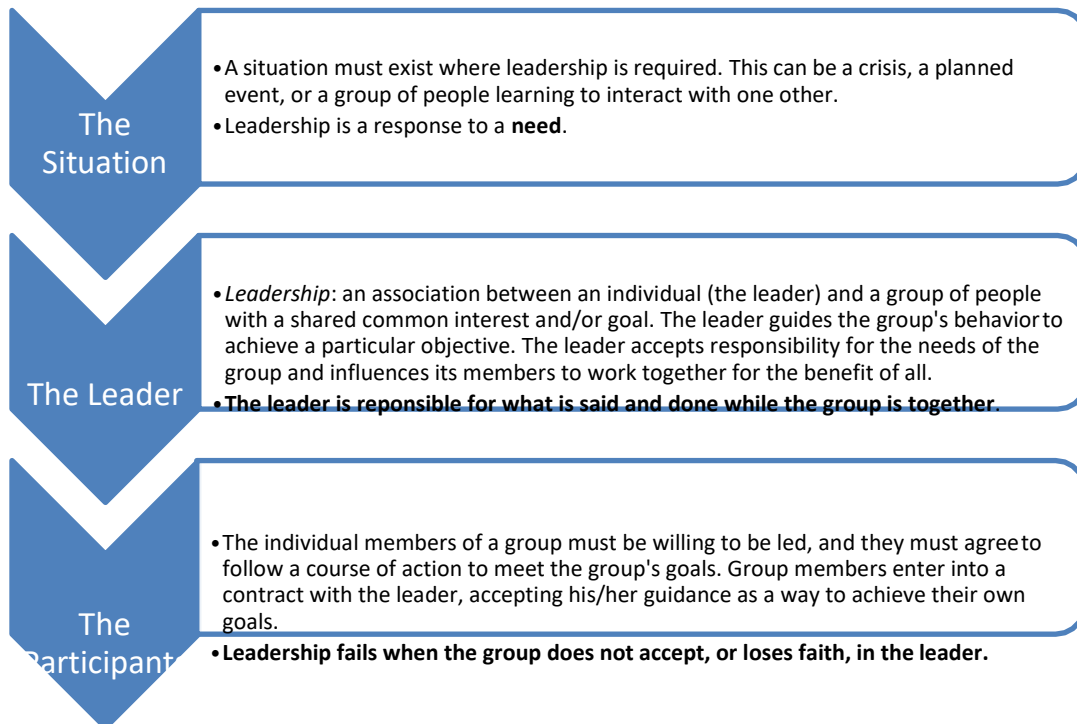 The
Situation
•A situation must exist where leadership is required. This can be a crisis, a planned
event, or a group of people learning to interact with one other.
•Leadership is a response to a need.
The Leader
•Leadership: an association between an individual (the leader) and a group of people
with a shared common interest and/or goal. The leader guides the group's behavior to
achieve a particular objective. The leader accepts responsibility for the needs of the
group and influences its members to work together for the benefit of all.
•The leader is reponsible for what is said and done while the group is together.
The
Participants
•The individual members of a group must be willing to be led, and they must agree to
follow a course of action to meet the group's goals. Group members enter into a
contract with the leader, accepting his/her guidance as a way to achieve their own
goals.
•Leadership fails when the group does not accept, or loses faith, in the leader.